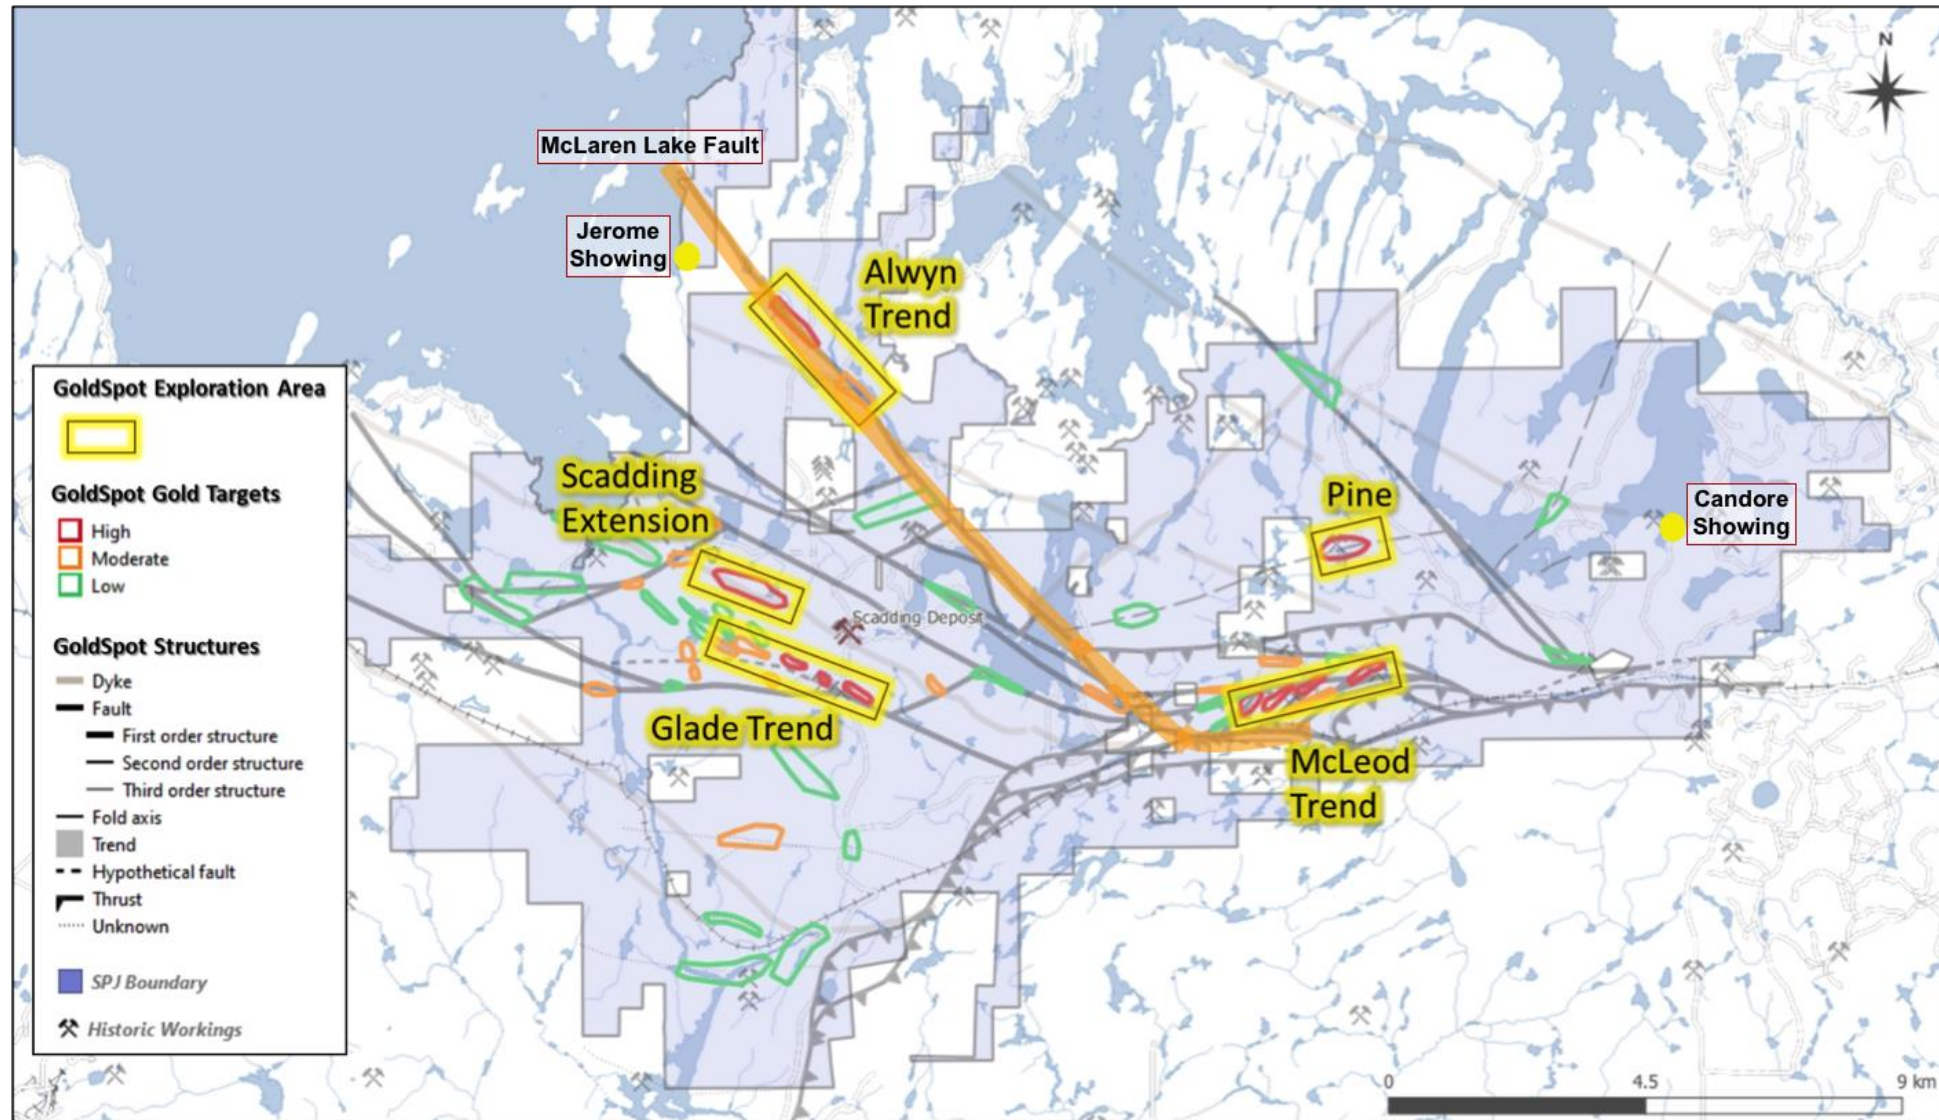 N
McLaren Lake Fault
Jerome
Showing
Alwyn
Trend
GoldSpot Exploration Area
GoldSpot Gold Targets
High
Moderate
Low
GoldSpot Structures
Dyke
Fault
First order structure
Second order structure
Third order structure
Fold axis
Trend
Hypothetical fault
Thrust
Unknown
SPJ Boundary
Historic Workings
Scadding
Extension
Pine
Candore
Showing
Scadding Deposit
Glade Trend
McLeod
Trend
0 4.5 9 km